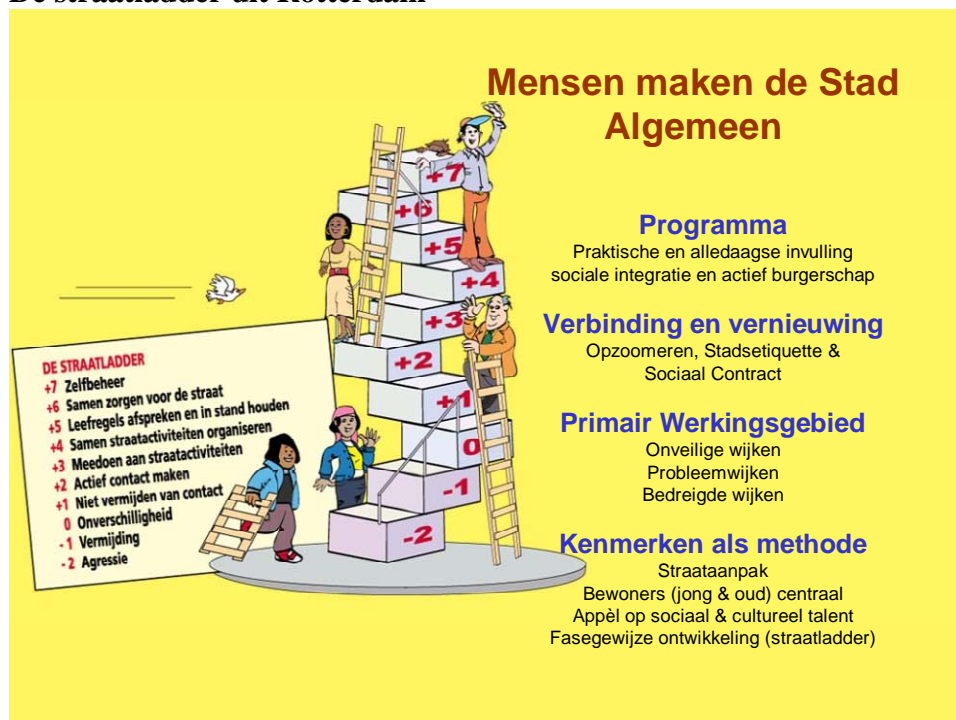 De straatladder uit Rotterdam
Mensen maken de Stad
Algemeen
Programma
Praktische en alledaagse invulling
sociale integratie en actief burgerschap
Verbinding en vernieuwing
Opzoomeren, Stadsetiquette &
Sociaal Contract
Primair Werkingsgebied
Onveilige wijken
Probleemwijken
Bedreigde wijken
Kenmerken als methode
Straataanpak
Bewoners (jong & oud) centraal
Appèl op sociaal & cultureel talent
Fasegewijze ontwikkeling (straatladder)
+7
+6
+5
+4
+3
+2
+1
0
-1
-2
DE STRAATLADDER
+7 Zelfbeheer
+6 Samen zorgen voor de straat
+5 Leefregels afspreken en in stand houden
+4 Samen straatactiviteiten organiseren
+3 Meedoen aan straatactiviteiten
+2 Actief contact maken
+1 Niet vermijden van contact
0 Onverschilligheid
- 1 Vermijding
- 2 Agressie